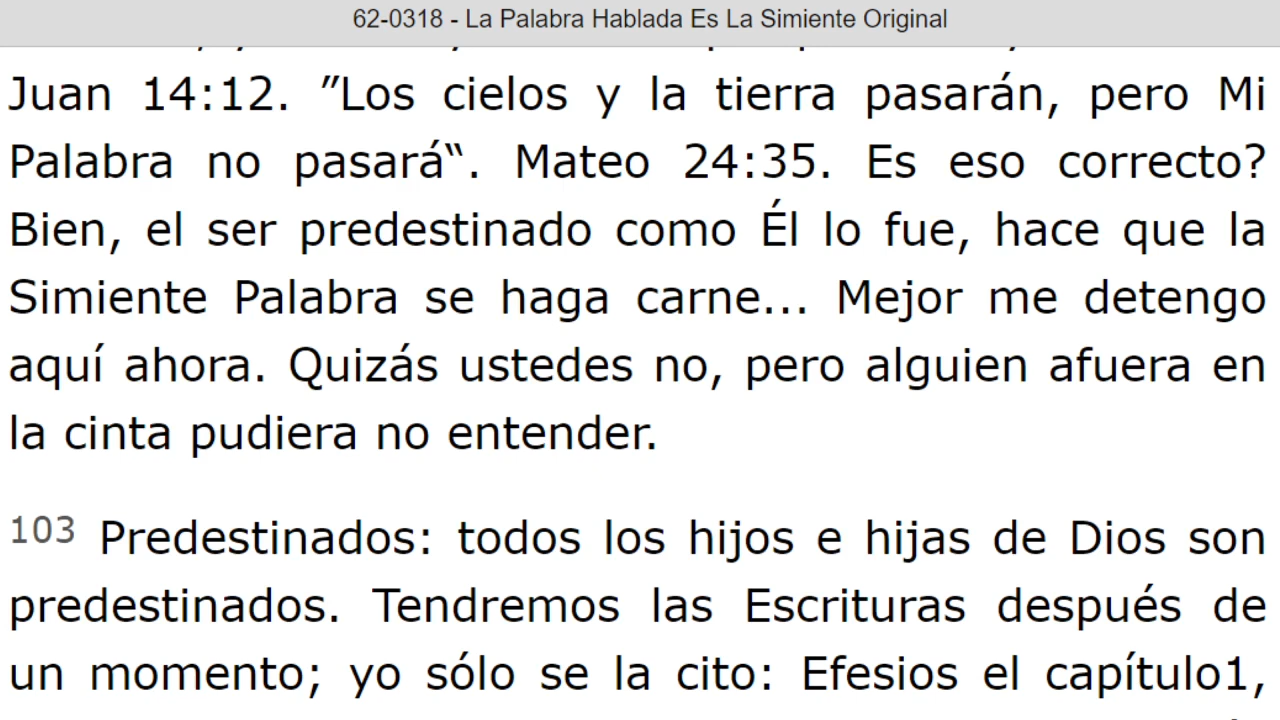 62-0318 - La Palabra Hablada Es La Simiente Original
Juan 14:12. ”Los cielos y la tierra pasarán, pero Mi
Palabra no pasará“. Mateo 24:35. Es eso correcto?
Bien, el ser predestinado como Él lo fue, hace que la
Simiente Palabra se haga carne... Mejor me detengo
aquí ahora. Quizás ustedes no, pero alguien afuera en
la cinta pudiera no entender.
103 Predestinados: todos los hijos e hijas de Dios son
predestinados. Tendremos las Escrituras después de
un momento; yo sólo se la cito: Efesios el capítulo1,